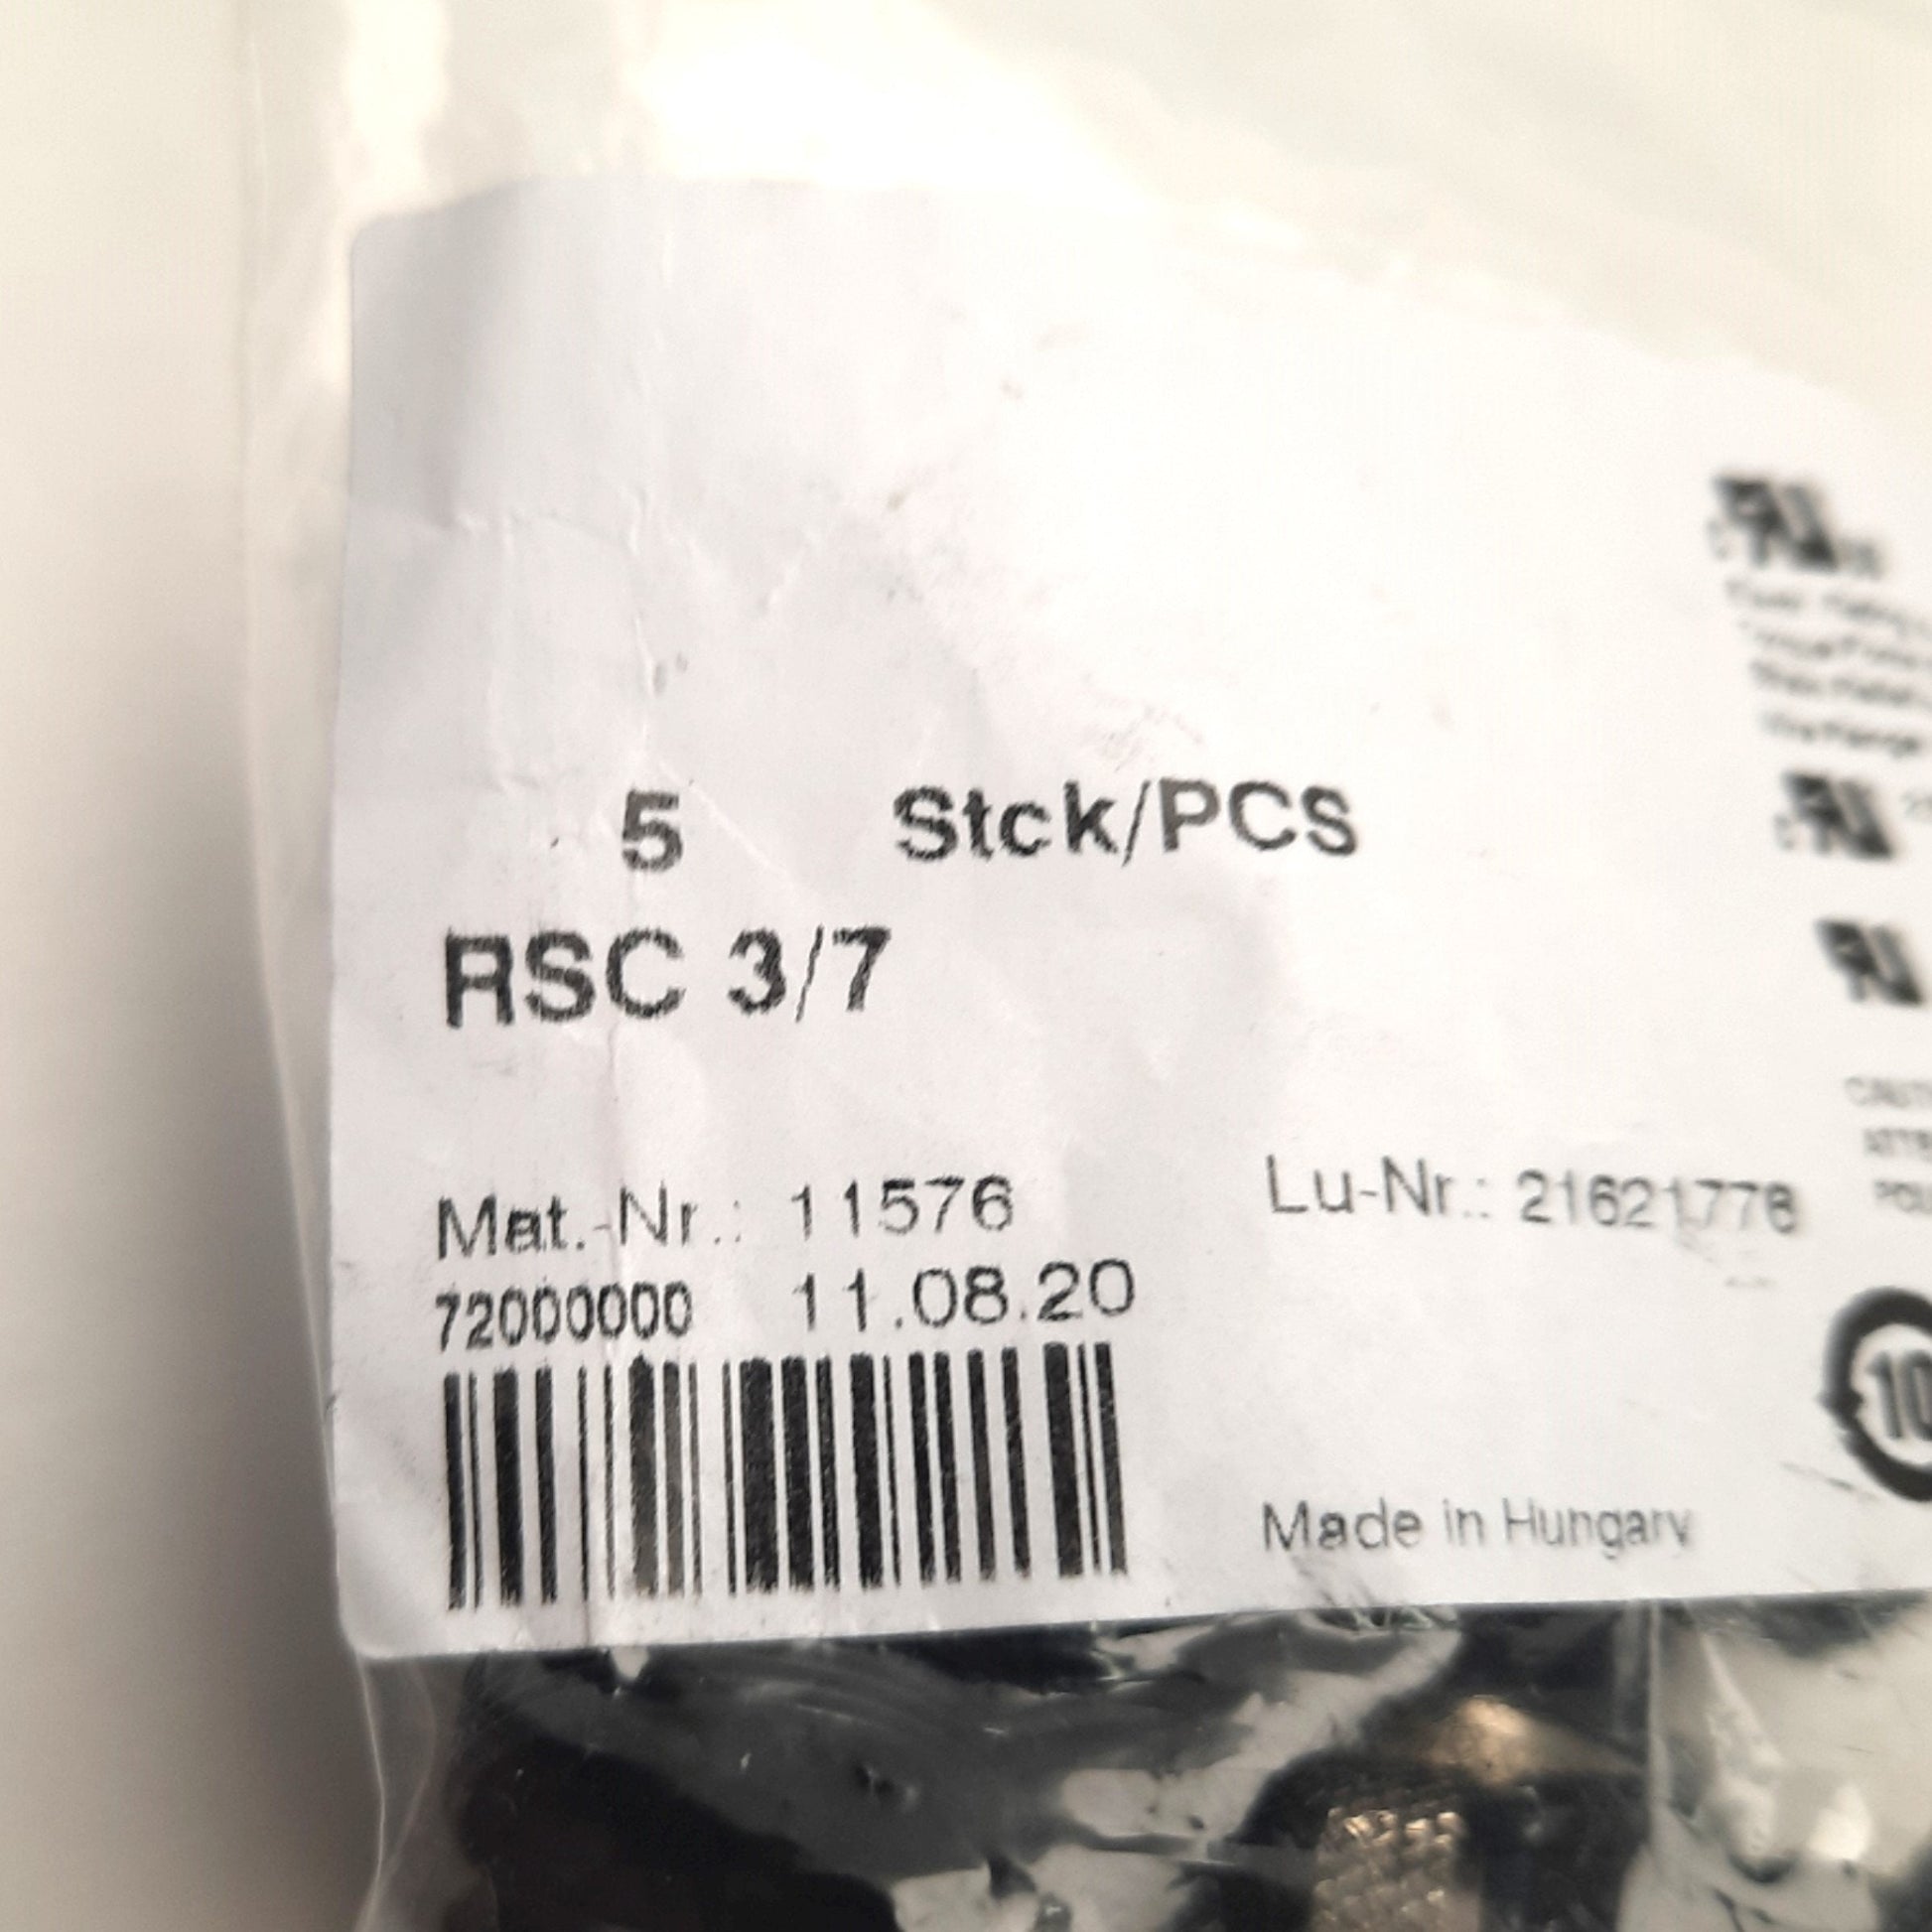 5 Stck/PCS
RSC 3/7
Mat.-Nr.: 11576
Lu-Nr.: 21621778
72000000 11.08.20
Made in Hungary
10